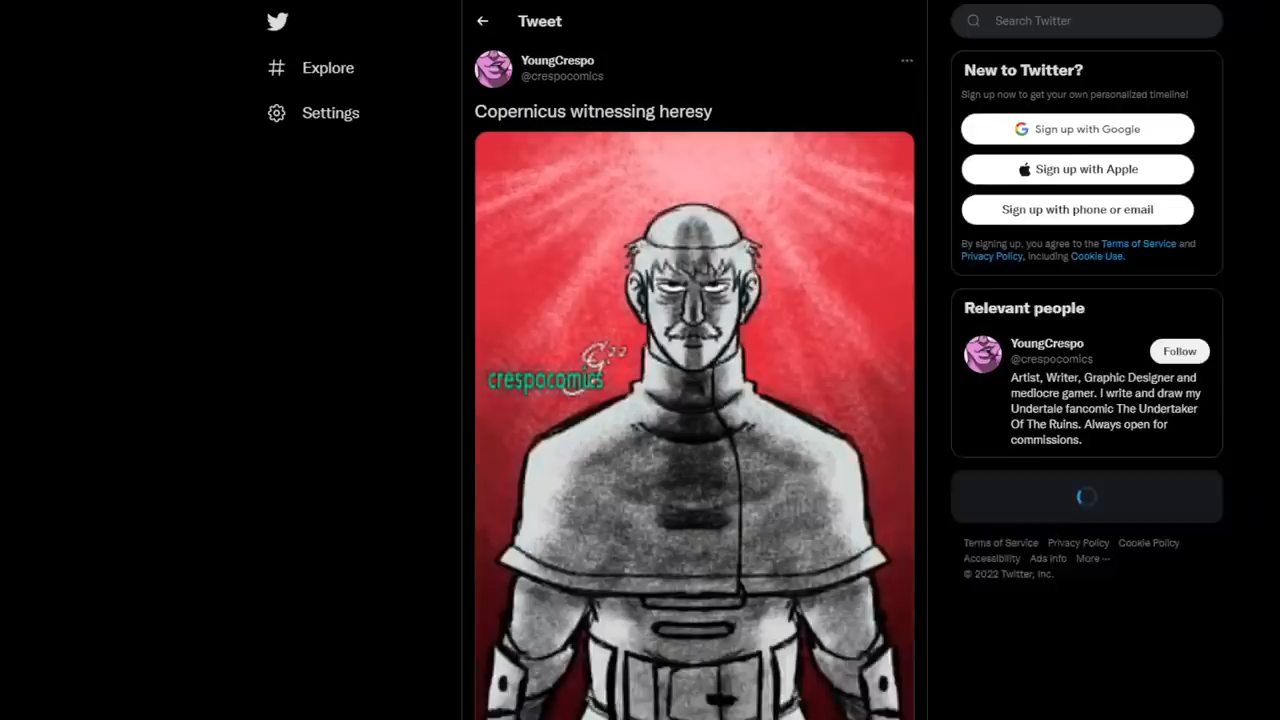 Explore
Settings
Tweet
YoungCrespo
@crespocomics
Copernicus witnessing heresy
22
crespocomics
Search Twitter
New to Twitter?
Sign up now to get your own personalized timeline!
Sign up with Google
Sign up with Apple
Sign up with phone or email
By signing up, you agree to the Terms of Service and
Privacy Policy, including Cookie Use.
Relevant people
YoungCrespo
@crespocomics
Follow
Artist, Writer, Graphic Designer and
mediocre gamer. I write and draw my
Undertale fancomic The Undertaker
Of The Ruins. Always open for
commissions.
Terms of Service Privacy Policy Cookie Policy
Accessibility Ads info More ···
© 2022 Twitter, Inc.